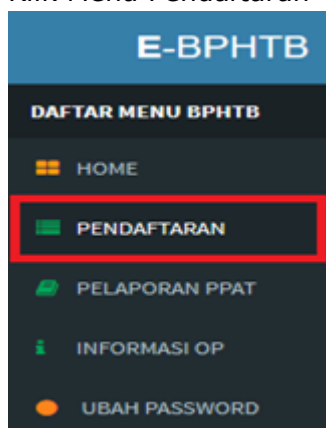 E-BPHTB
DAFTAR MENU BPHTB
HOME
PENDAFTARAN
PELAPORAN PPAT
INFORMASI OP
UBAH PASSWORD